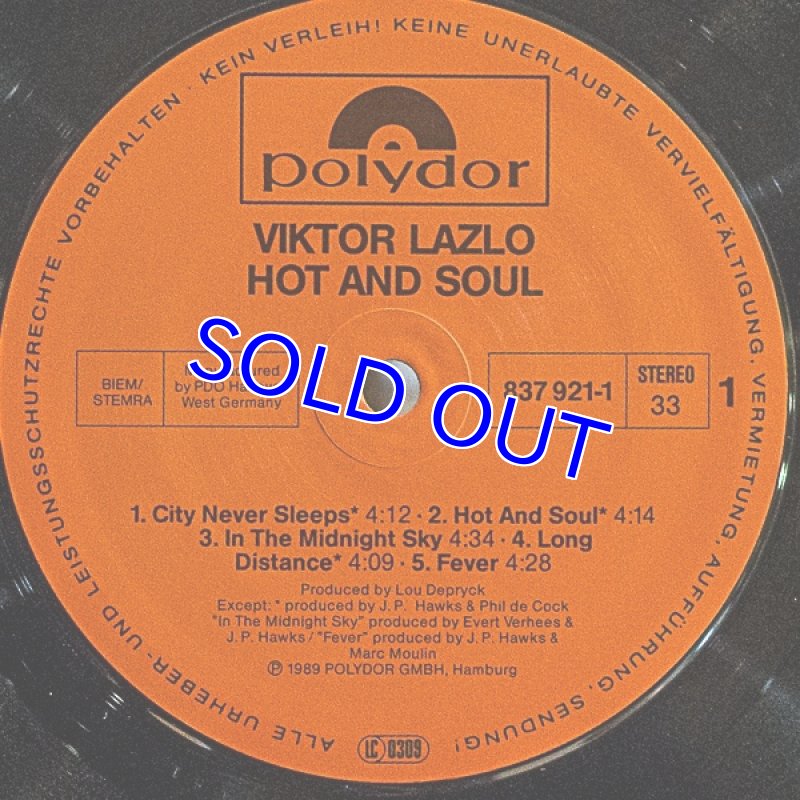 ALLE URHEBER- UND LEISTUNGSSCHUTZRECHTE VORBEHALTEN · KEIN VERLEIH! KEINE UNERLAUBTE VERVIELFÄLTIGUNG, VERMIETUNG, AUFFÜHRUNG, SENDUNG!
polydor
VIKTOR LAZLO
HOT AND SOUL
SOLD OUT
BIEM/
STEMRA
by PDO
West Germany
837 921-1
STEREO
33
1
1. City Never Sleeps* 4:12 · 2. Hot And Soul* 4:14
3. In The Midnight Sky 4:34 · 4. Long
Distance* 4:09 · 5. Fever 4:28
Produced by Lou Depryck
Except: * produced by J. P. Hawks & Phil de Cock
"In The Midnight Sky" produced by Evert Verhees &
J. P. Hawks / "Fever" produced by J. P. Hawks &
Marc Moulin
℗ 1989 POLYDOR GMBH, Hamburg
LC 0309